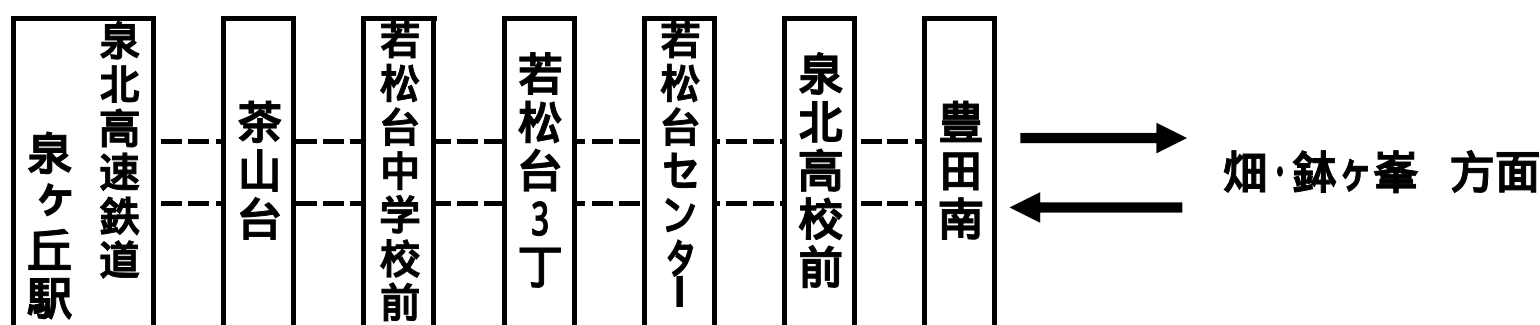 泉北高速鉄道
泉ヶ丘駅
茶山台
若松台中学校前
若松台3丁
若松台センター
泉北高校前
豊田南
畑・鉢ヶ峯 方面